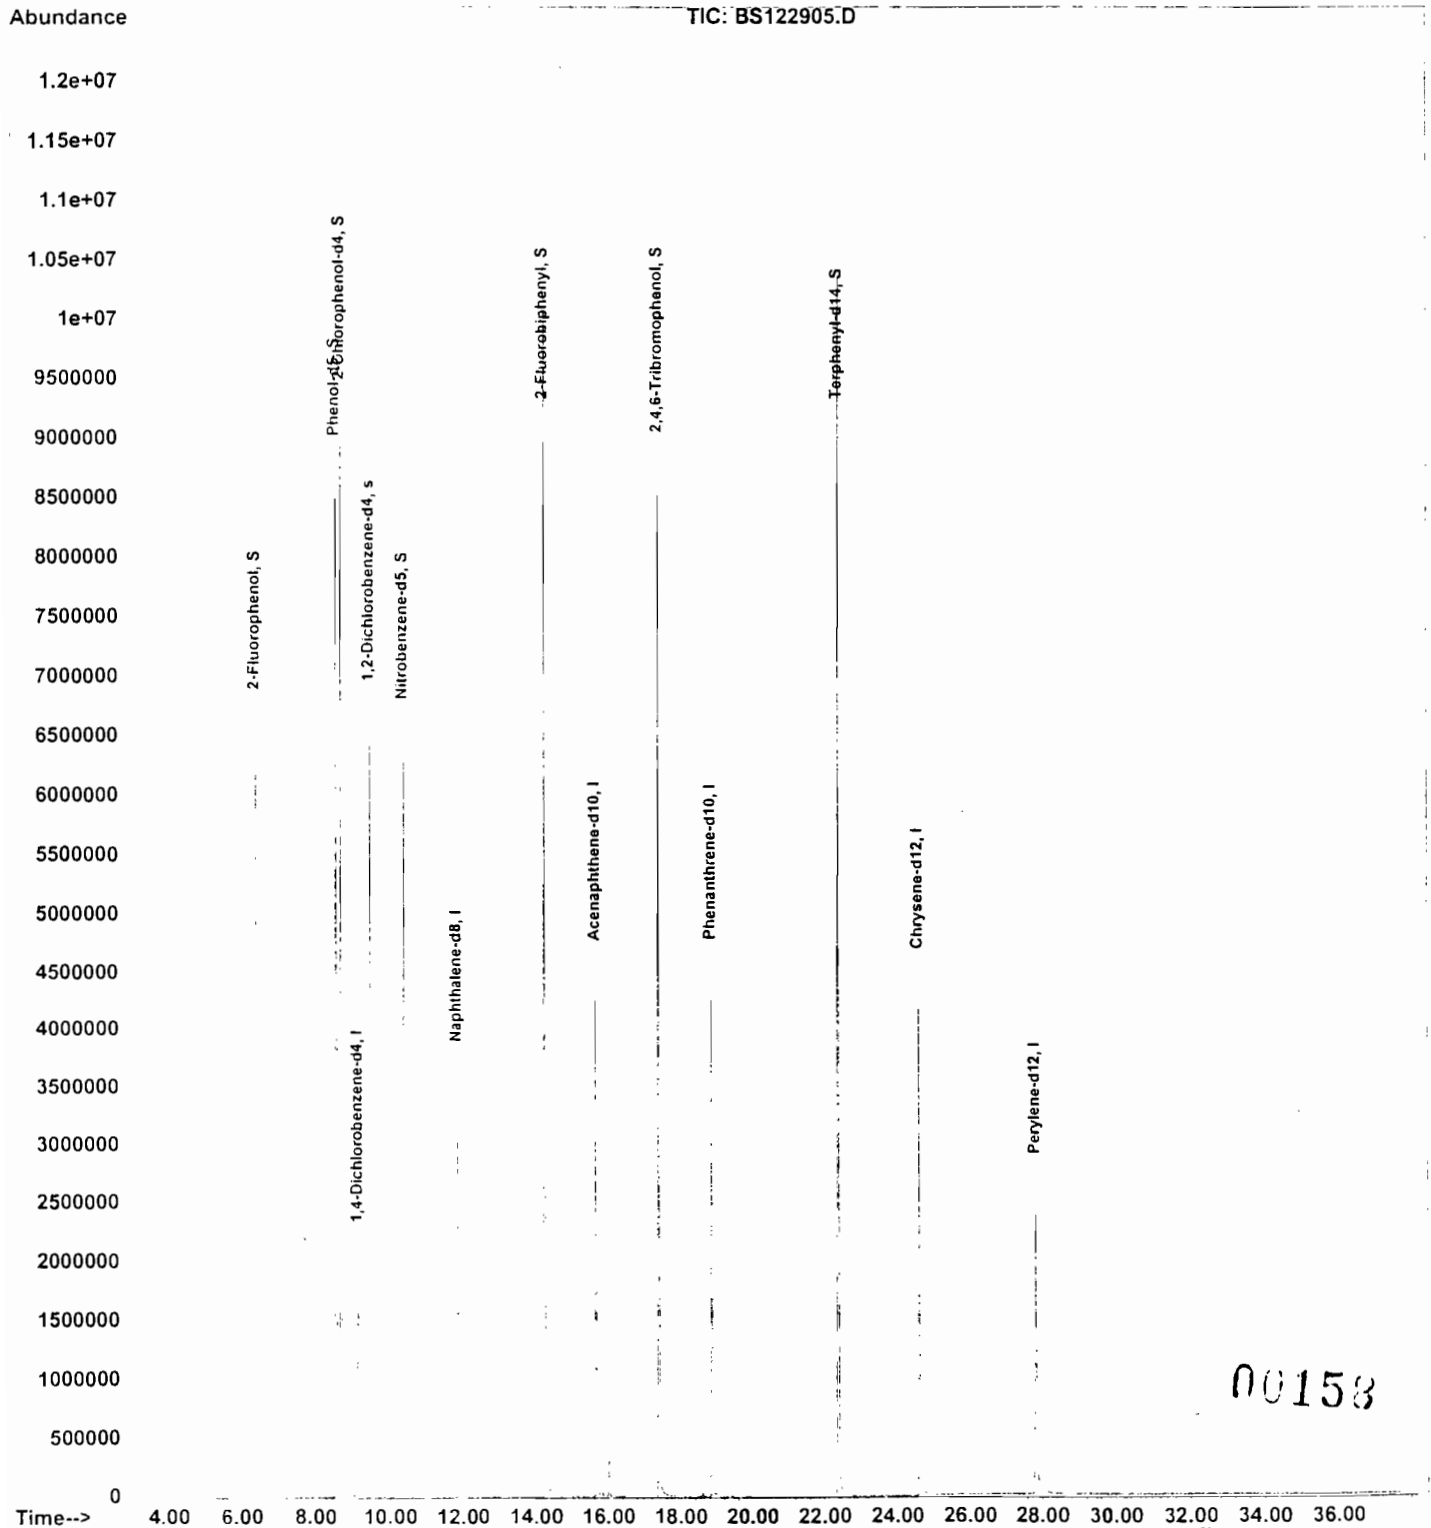 Abundance
TIC: BS122905.D
1.2e+07
1.15e+07
1.1e+07
1.05e+07
1e+07
9500000
9000000
8500000
8000000
7500000
7000000
6500000
6000000
5500000
5000000
4500000
4000000
3500000
3000000
2500000
2000000
1500000
1000000
500000
0
2-Fluorophenol, S
Phenol-d5, S
2-Chlorophenol-d4, S
1,4-Dichlorobenzene-d4, I
1,2-Dichlorobenzene-d4, s
Nitrobenzene-d5, S
Naphthalene-d8, I
2-Fluorobiphenyl, S
Acenaphthene-d10, I
2,4,6-Tribromophenol, S
Phenanthrene-d10, I
Terphenyl-d14, S
Chrysene-d12, I
Perylene-d12, I
00158
Time--> 4.00 6.00 8.00 10.00 12.00 14.00 16.00 18.00 20.00 22.00 24.00 26.00 28.00 30.00 32.00 34.00 36.00